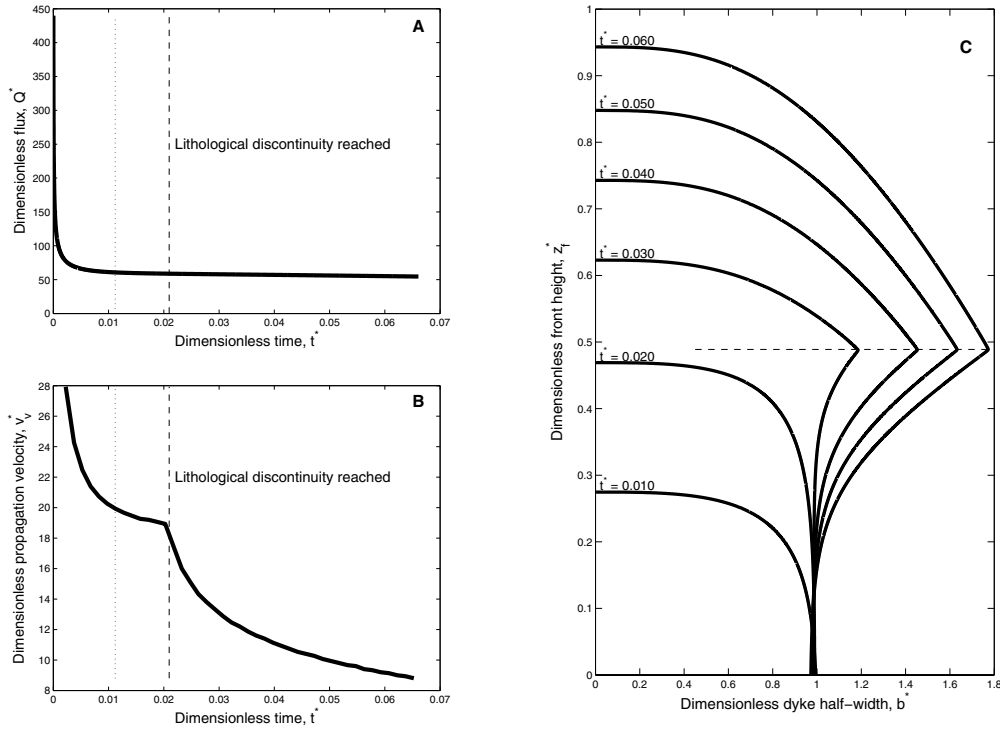 A
Dimensionless flux, Q*
450
400
350
300
250
200
150
100
50
0
Lithological discontinuity reached
0 0.01 0.02 0.03 0.04 0.05 0.06 0.07
Dimensionless time, t*
B
Dimensionless propagation velocity, v*v
28
26
24
22
20
18
16
14
12
10
8
Lithological discontinuity reached
0 0.01 0.02 0.03 0.04 0.05 0.06 0.07
Dimensionless time, t*
C
Dimensionless front height, z*f
1
0.9
0.8
0.7
0.6
0.5
0.4
0.3
0.2
0.1
0
t* = 0.060
t* = 0.050
t* = 0.040
t* = 0.030
t* = 0.020
t* = 0.010
0 0.2 0.4 0.6 0.8 1 1.2 1.4 1.6 1.8
Dimensionless dyke half-width, b*